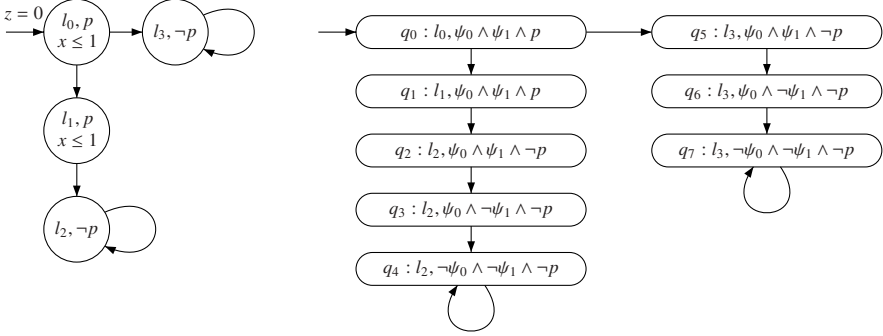 z = 0
l₀, p
x ≤ 1
l₃, ¬p
l₁, p
x ≤ 1
l₂, ¬p
q₀ : l₀, ψ₀ ∧ ψ₁ ∧ p
q₁ : l₁, ψ₀ ∧ ψ₁ ∧ p
q₂ : l₂, ψ₀ ∧ ψ₁ ∧ ¬p
q₃ : l₂, ψ₀ ∧ ¬ψ₁ ∧ ¬p
q₄ : l₂, ¬ψ₀ ∧ ¬ψ₁ ∧ ¬p
q₅ : l₃, ψ₀ ∧ ψ₁ ∧ ¬p
q₆ : l₃, ψ₀ ∧ ¬ψ₁ ∧ ¬p
q₇ : l₃, ¬ψ₀ ∧ ¬ψ₁ ∧ ¬p